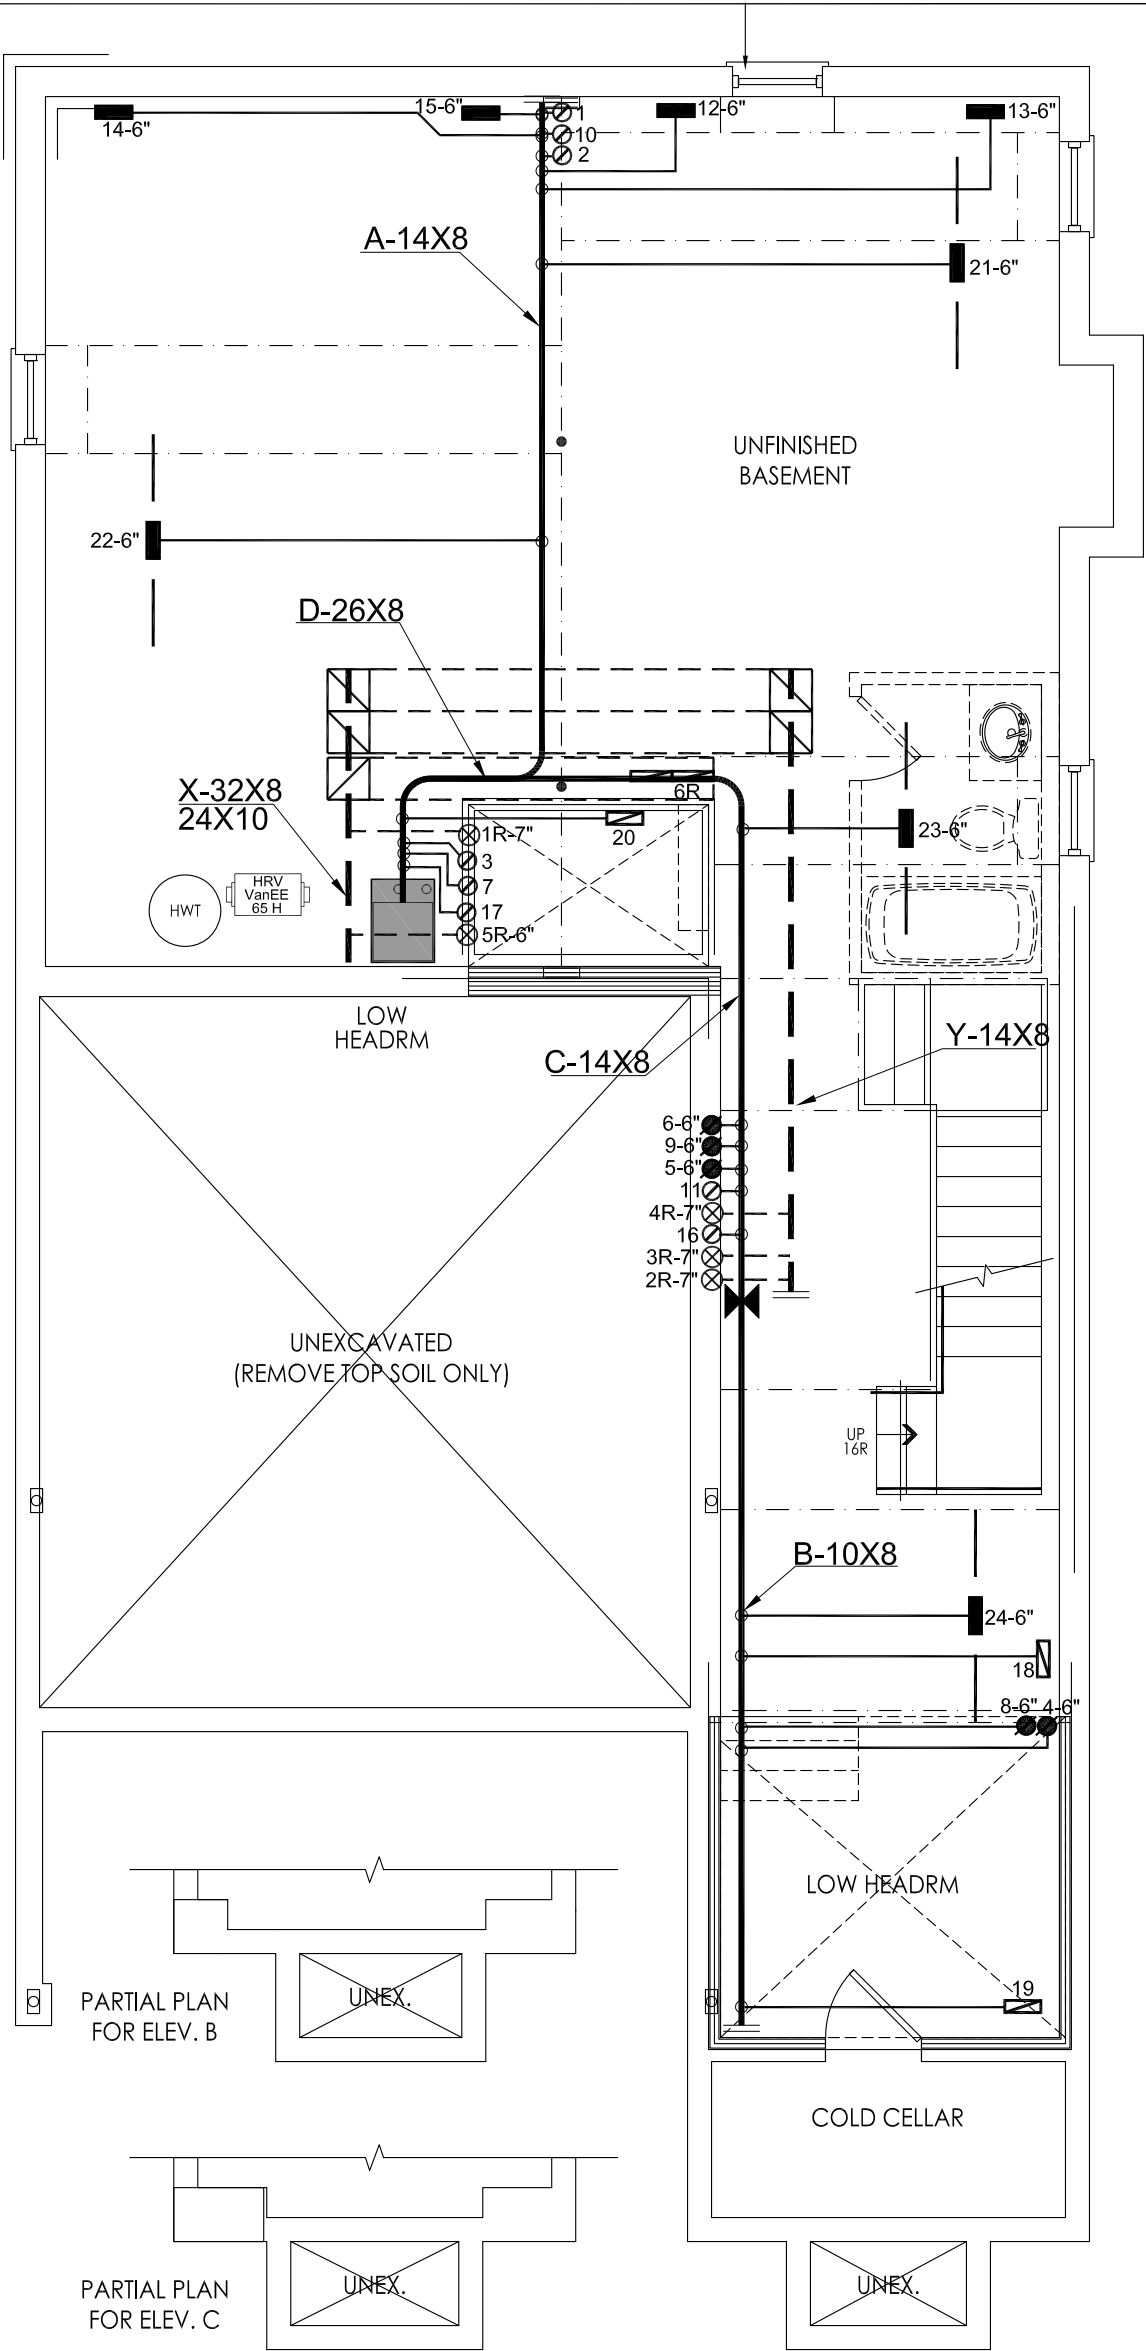 14-6"
15-6"
1
10
2
12-6"
13-6"
A-14X8
21-6"
UNFINISHED
BASEMENT
22-6"
D-26X8
X-32X8
24X10
6R
1R-7"
20
3
7
17
5R-6"
23-6"
HWT
HRV
VanEE
65 H
LOW
HEADRM
C-14X8
Y-14X8
6-6"
9-6"
5-6"
11
4R-7"
16
3R-7"
2R-7"
UNEXCAVATED
(REMOVE TOP SOIL ONLY)
UP
16R
B-10X8
24-6"
18
8-6" 4-6"
LOW HEADRM
19
PARTIAL PLAN
FOR ELEV. B
UNEX.
COLD CELLAR
PARTIAL PLAN
FOR ELEV. C
UNEX.
UNEX.